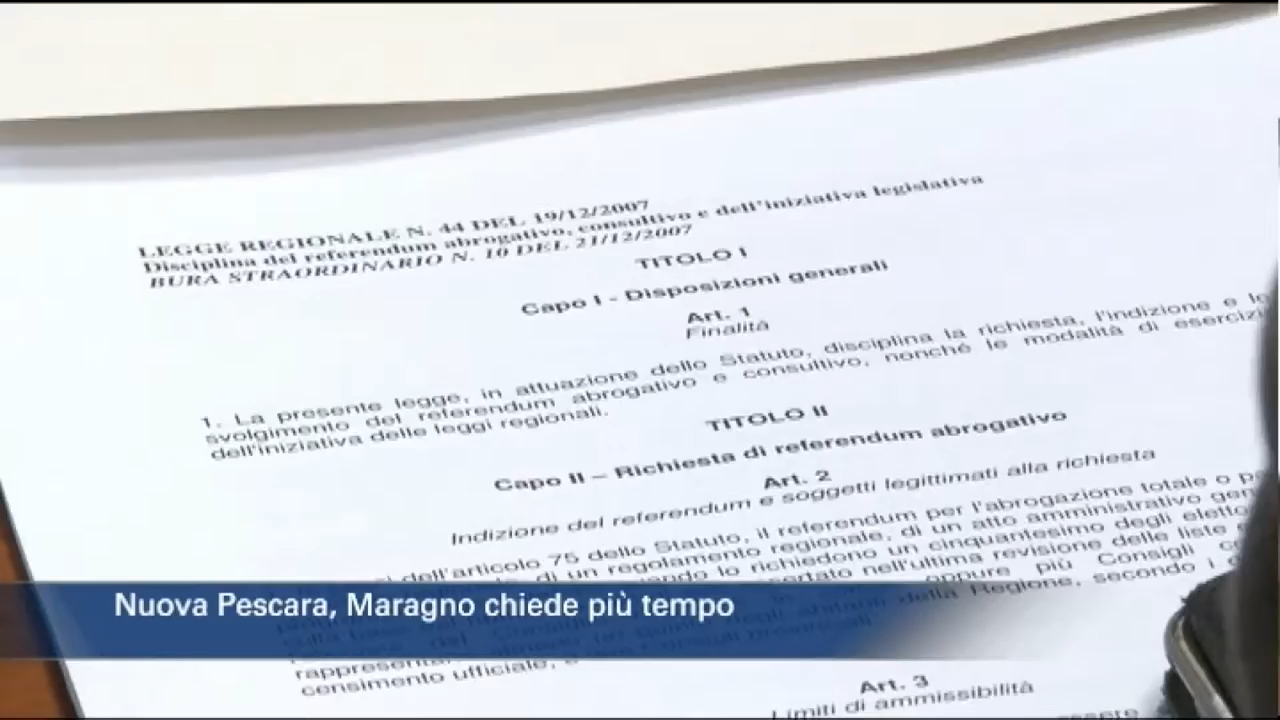 LEGGE REGIONALE N. 44 DEL 19/12/2007
Disciplina del referendum abrogativo, consultivo e dell'iniziativa legislativa
BURA STRAORDINARIO N. 10 DEL 21/12/2007
TITOLO I
Capo I - Disposizioni generali
Art. 1
Finalità
1. La presente legge, in attuazione dello Statuto, disciplina la richiesta, l'indizione e lo
svolgimento del referendum abrogativo e consultivo, nonché le modalità di
dell'iniziativa delle leggi regionali.
TITOLO II
Capo II – Richiesta di referendum abrogativo
Art. 2
Indizione del referendum e soggetti legittimati alla richiesta
dell'articolo 75 dello Statuto, il referendum per l'abrogazione totale o
di un regolamento regionale, di un atto amministrativo
lo richiedono un cinquantesimo degli
nell'ultima revisione delle liste
oppure più Consigli
della Regione, secondo i
censimento ufficiale,
Art. 3
Limiti di ammissibilità
essere
Nuova Pescara, Maragno chiede più tempo